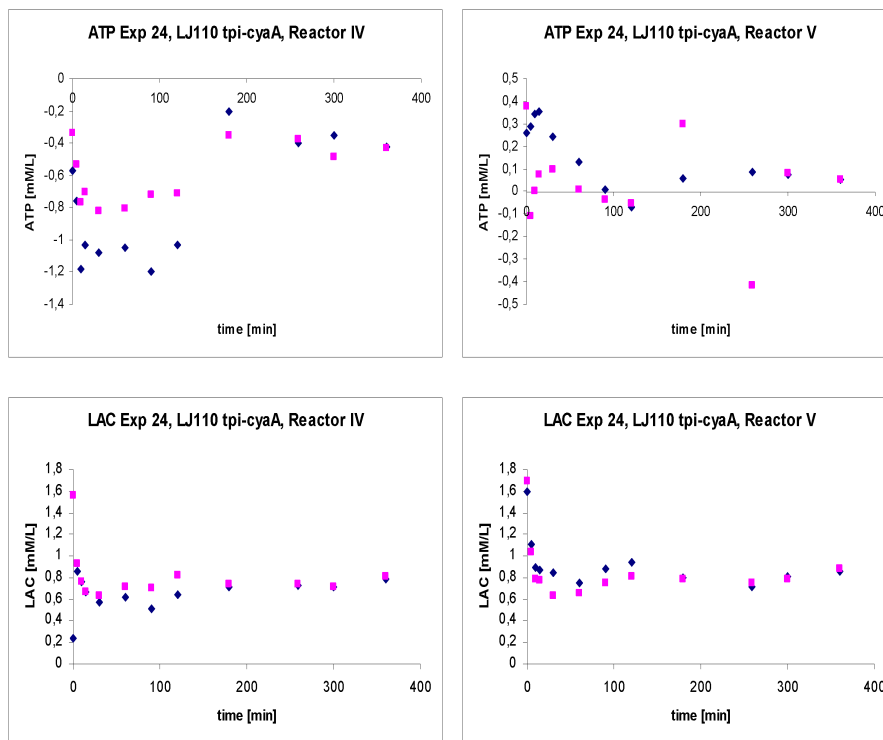 ATP Exp 24, LJ110 tpi-cyaA, Reactor IV
0
-0,2
-0,4
-0,6
-0,8
-1
-1,2
-1,4
0 100 200 300 400
ATP [mM/L]
time [min]
ATP Exp 24, LJ110 tpi-cyaA, Reactor V
0,5
0,4
0,3
0,2
0,1
0
-0,1
-0,2
-0,3
-0,4
-0,5
0 100 200 300 400
ATP [mM/L]
time [min]
LAC Exp 24, LJ110 tpi-cyaA, Reactor IV
1,8
1,6
1,4
1,2
1
0,8
0,6
0,4
0,2
0
0 100 200 300 400
LAC [mM/L]
time [min]
LAC Exp 24, LJ110 tpi-cyaA, Reactor V
1,8
1,6
1,4
1,2
1
0,8
0,6
0,4
0,2
0
0 100 200 300 400
LAC [mM/L]
time [min]